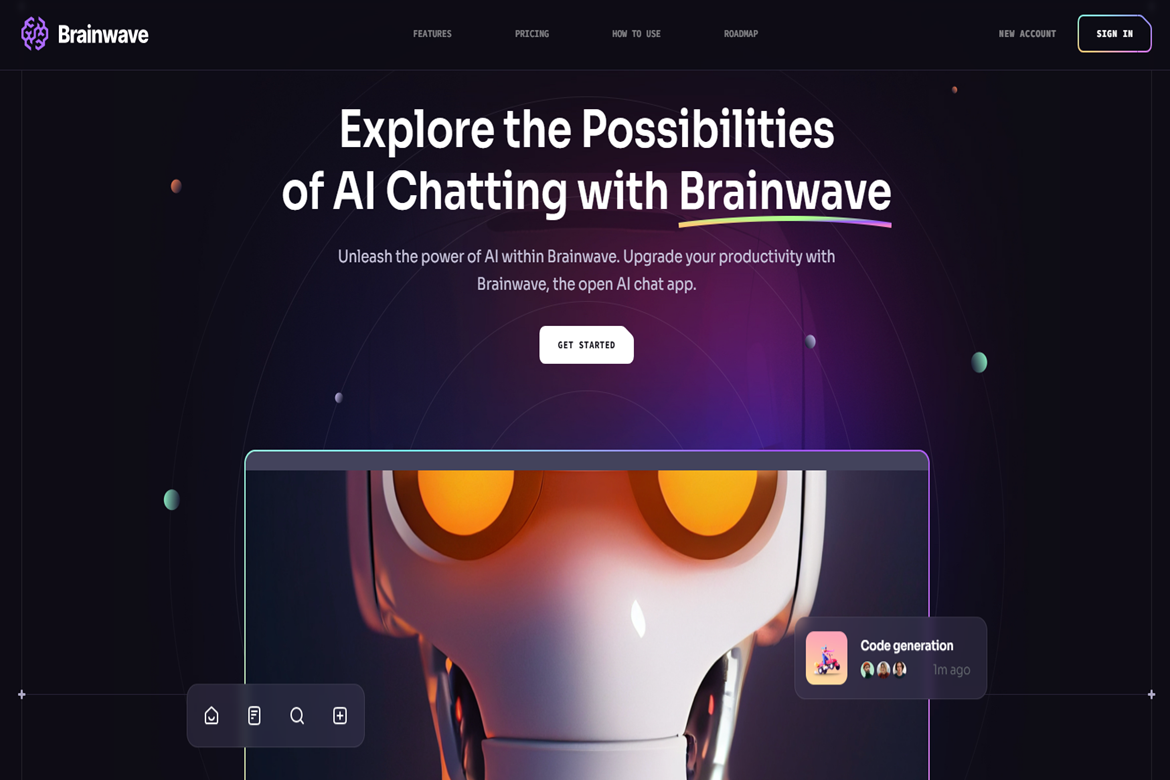 Brainwave
FEATURES
PRICING
HOW TO USE
ROADMAP
NEW ACCOUNT
SIGN IN
Explore the Possibilities
of AI Chatting with Brainwave
Unleash the power of AI within Brainwave. Upgrade your productivity with
Brainwave, the open AI chat app.
GET STARTED
Code generation
1m ago